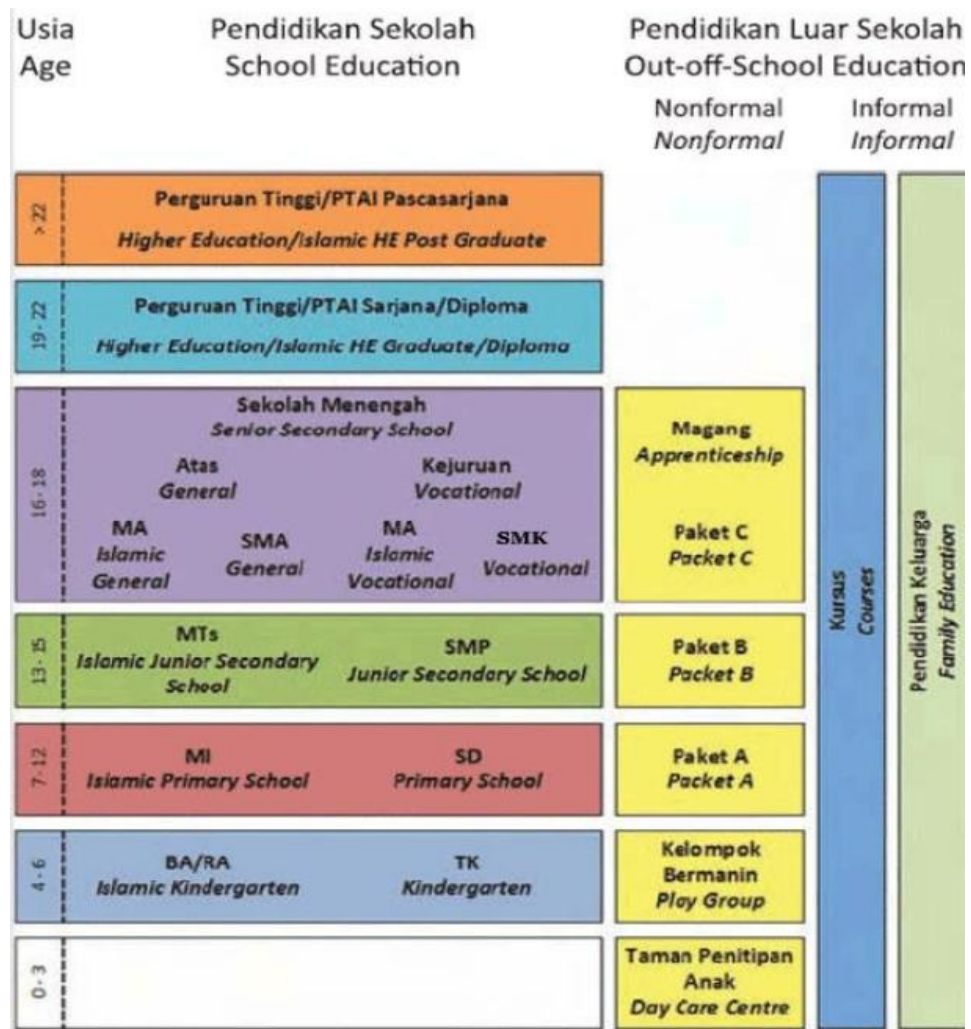 Usia
Age
Pendidikan Sekolah
School Education
Pendidikan Luar Sekolah
Out-off-School Education
Nonformal
Nonformal
Informal
Informal
> 22
Perguruan Tinggi/PTAI Pascasarjana
Higher Education/Islamic HE Post Graduate
19 - 22
Perguruan Tinggi/PTAI Sarjana/Diploma
Higher Education/Islamic HE Graduate/Diploma
16 - 18
Sekolah Menengah
Senior Secondary School
Atas
General
Kejuruan
Vocational
MA
Islamic
General
SMA
General
MA
Islamic
Vocational
SMK
Vocational
Magang
Apprenticeship
Paket C
Packet C
13 - 15
MTs
Islamic Junior Secondary
School
SMP
Junior Secondary School
Paket B
Packet B
7 - 12
MI
Islamic Primary School
SD
Primary School
Paket A
Packet A
4 - 6
BA/RA
Islamic Kindergarten
TK
Kindergarten
Kelompok
Bermanin
Play Group
0 - 3
Taman Penitipan
Anak
Day Care Centre
Kursus
Courses
Pendidikan Keluarga
Family Education